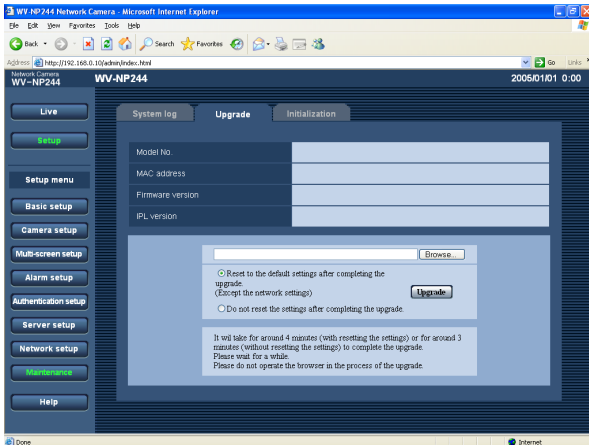 WV-NP244 Network Camera - Microsoft Internet Explorer
File Edit View Favorites Tools Help
Back Search Favorites
Address http://192.168.0.10/admin/index.html Go Links
Network Camera
WV-NP244
WV-NP244
2005/01/01 0:00
Live
Setup
Setup menu
Basic setup
Camera setup
Multi-screen setup
Alarm setup
Authentication setup
Server setup
Network setup
Maintenance
Help
System log Upgrade Initialization
Model No.
MAC address
Firmware version
IPL version
Browse...
Reset to the default settings after completing the
upgrade.
(Except the network settings)
Upgrade
Do not reset the settings after completing the upgrade.
It wil take for around 4 minutes (with resetting the settings) or for around 3
minutes (without resetting the settings) to complete the upgrade.
Please wait for a while.
Please do not operate the browser in the process of the upgrade.
Done Internet